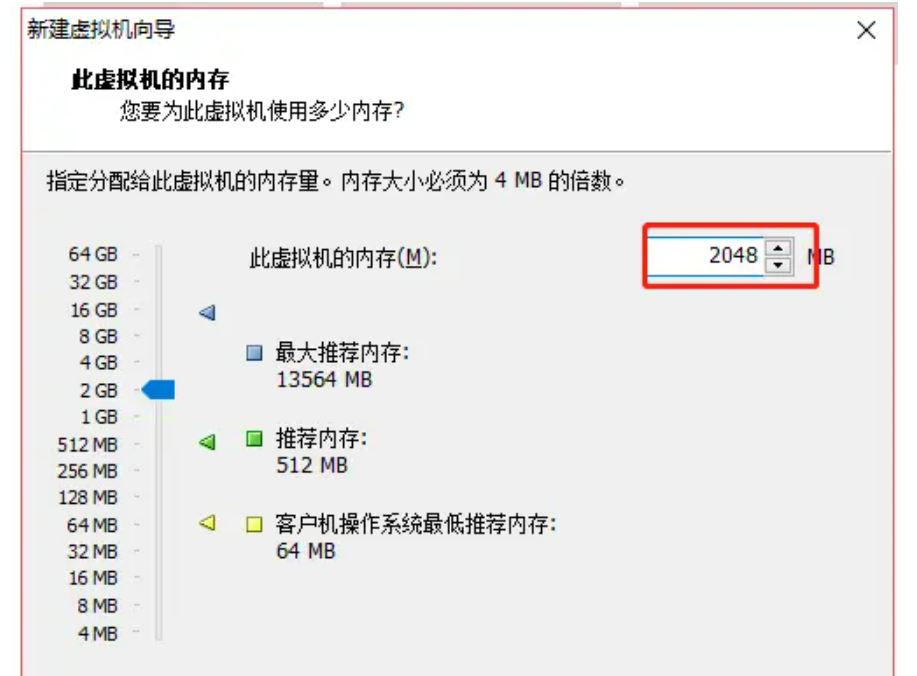 新建虚拟机向导
此虚拟机的内存
您要为此虚拟机使用多少内存?
指定分配给此虚拟机的内存量。内存大小必须为 4 MB 的倍数。
64 GB
此虚拟机的内存(M):
2048
MB
32 GB
16 GB
8 GB
4 GB
2 GB
1 GB
512 MB
256 MB
128 MB
64 MB
32 MB
16 MB
8 MB
4 MB
最大推荐内存:
13564 MB
推荐内存:
512 MB
客户机操作系统最低推荐内存:
64 MB